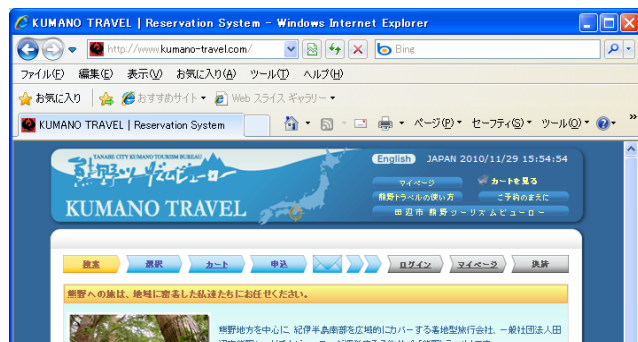 KUMANO TRAVEL | Reservation System - Windows Internet Explorer
http://www.kumano-travel.com/
Bing
ファイル(F) 編集(E) 表示(V) お気に入り(A) ツール(T) ヘルプ(H)
お気に入り おすすめサイト Web スライス ギャラリー
KUMANO TRAVEL | Reservation System ページ(P) セーフティ(S) ツール(O) »
TANABE CITY KUMANO TOURISM BUREAU English JAPAN 2010/11/29 15:54:54
マイページ カートを見る
熊野トラベルの使い方 ご予約まえに
KUMANO TRAVEL 田辺市 熊野ツーリズムビューロー
検索 選択 カート 申込 ログイン マイページ 決済
熊野への旅は、地域に密着した私達たちにお任せください。
熊野地方を中心に、紀伊半島南部を広域的にカバーする着地型旅行会社、一般社団法人田